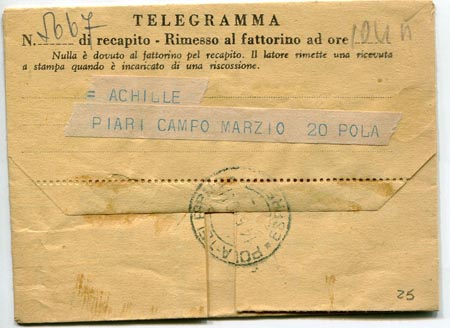 TELEGRAMMA
N. 5667 di recapito - Rimesso al fattorino ad ore
Nulla è dovuto al fattorino pel recapito. Il latore rimette una ricevuta
a stampa quando è incaricato di una riscossione.
= ACHILLE
PIARI CAMPO MARZIO 20 POLA
POLA
25